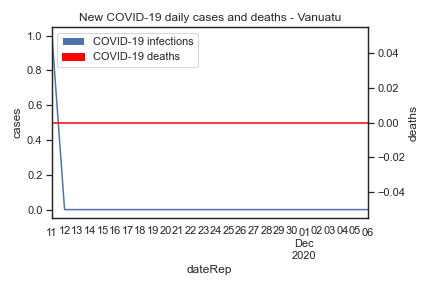 New COVID-19 daily cases and deaths - Vanuatu
COVID-19 infections
COVID-19 deaths
1.0
0.8
0.6
0.4
0.2
0.0
cases
0.04
0.02
0.00
−0.02
−0.04
deaths
11 12 13 14 15 16 17 18 19 20 21 22 23 24 25 26 27 28 29 30 01 02 03 04 05 06
Dec
2020
dateRep